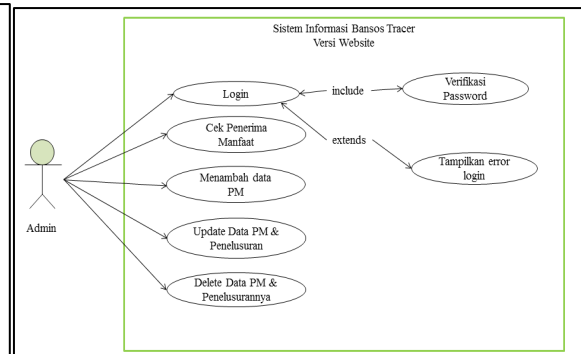 Sistem Informasi Bansos Tracer
Versi Website
Login
include
Verifikasi
Password
Cek Penerima
Manfaat
extends
Tampilkan error
login
Menambah data
PM
Admin
Update Data PM &
Penelusuran
Delete Data PM &
Penelusurannya